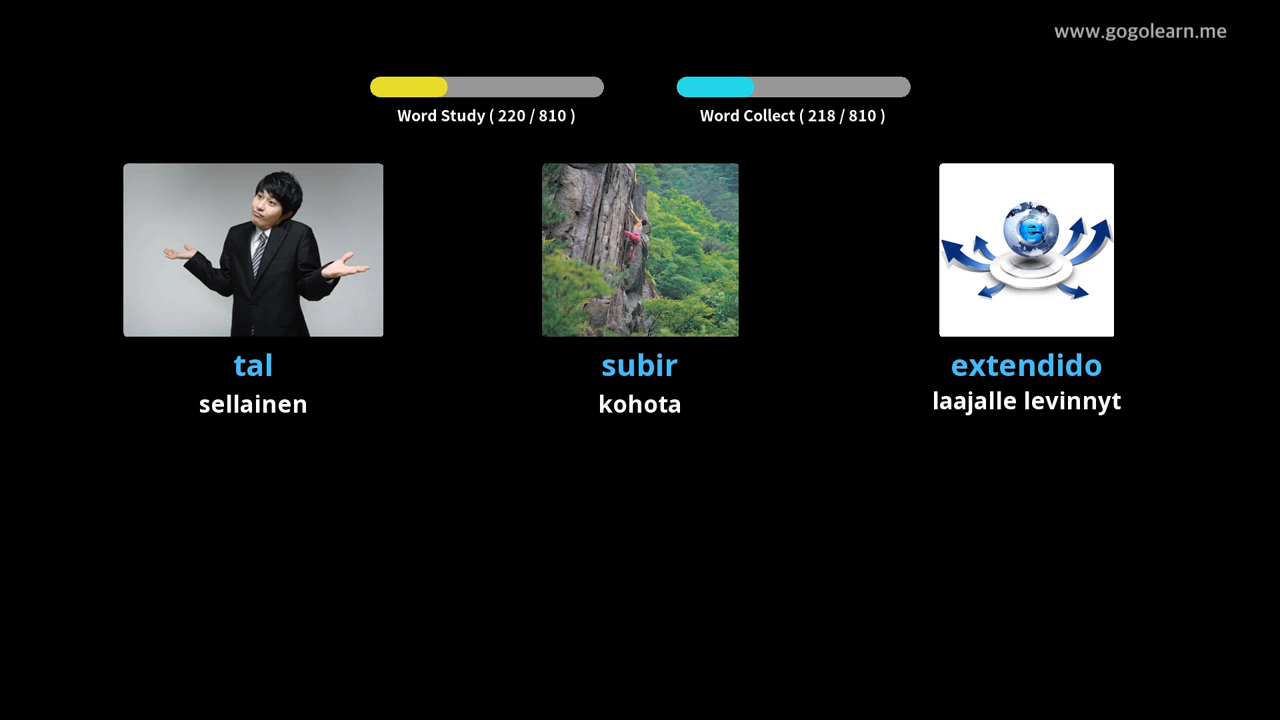 www.gogolearn.me
Word Study ( 220 / 810 )
Word Collect ( 218 / 810 )
e
tal
subir
extendido
sellainen
kohota
laajalle levinnyt